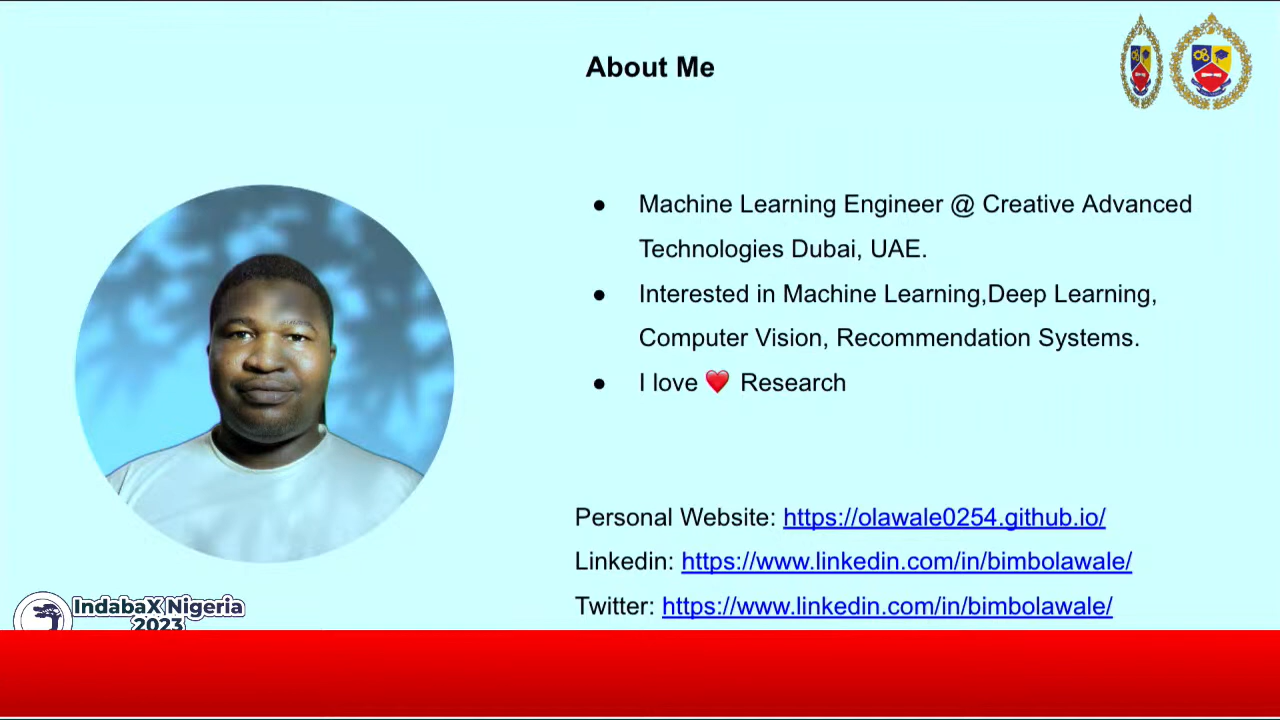 About Me
● Machine Learning Engineer @ Creative Advanced
Technologies Dubai, UAE.
● Interested in Machine Learning,Deep Learning,
Computer Vision, Recommendation Systems.
● I love ❤️ Research
Personal Website: https://olawale0254.github.io/
Linkedin: https://www.linkedin.com/in/bimbolawale/
Twitter: https://www.linkedin.com/in/bimbolawale/
IndabaX Nigeria
2023